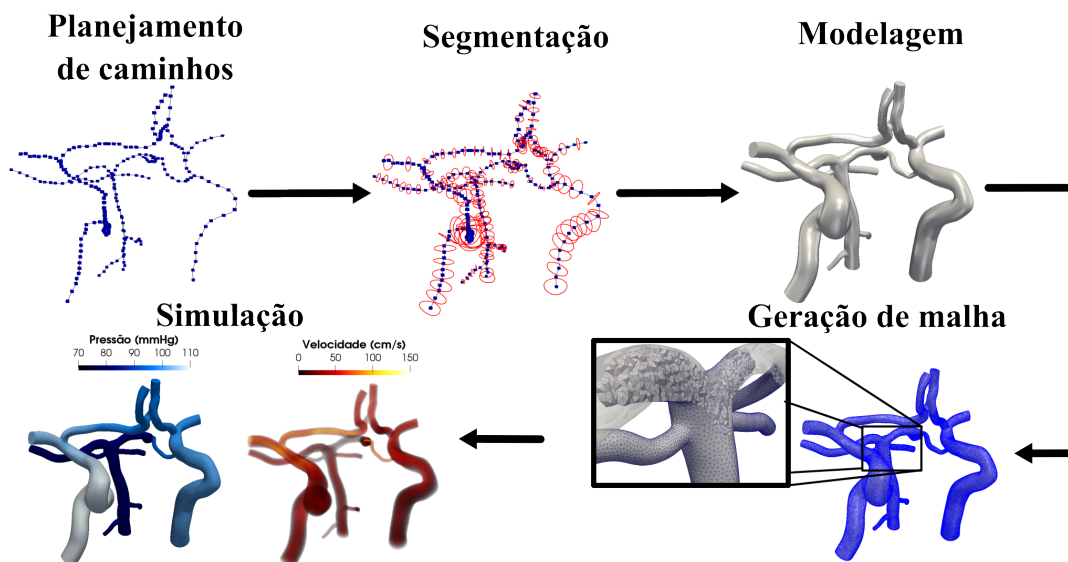 Planejamento
de caminhos
Segmentação
Modelagem
Simulação
Pressão (mmHg)
70 80 90 100 110
Velocidade (cm/s)
0 50 100 150
Geração de malha